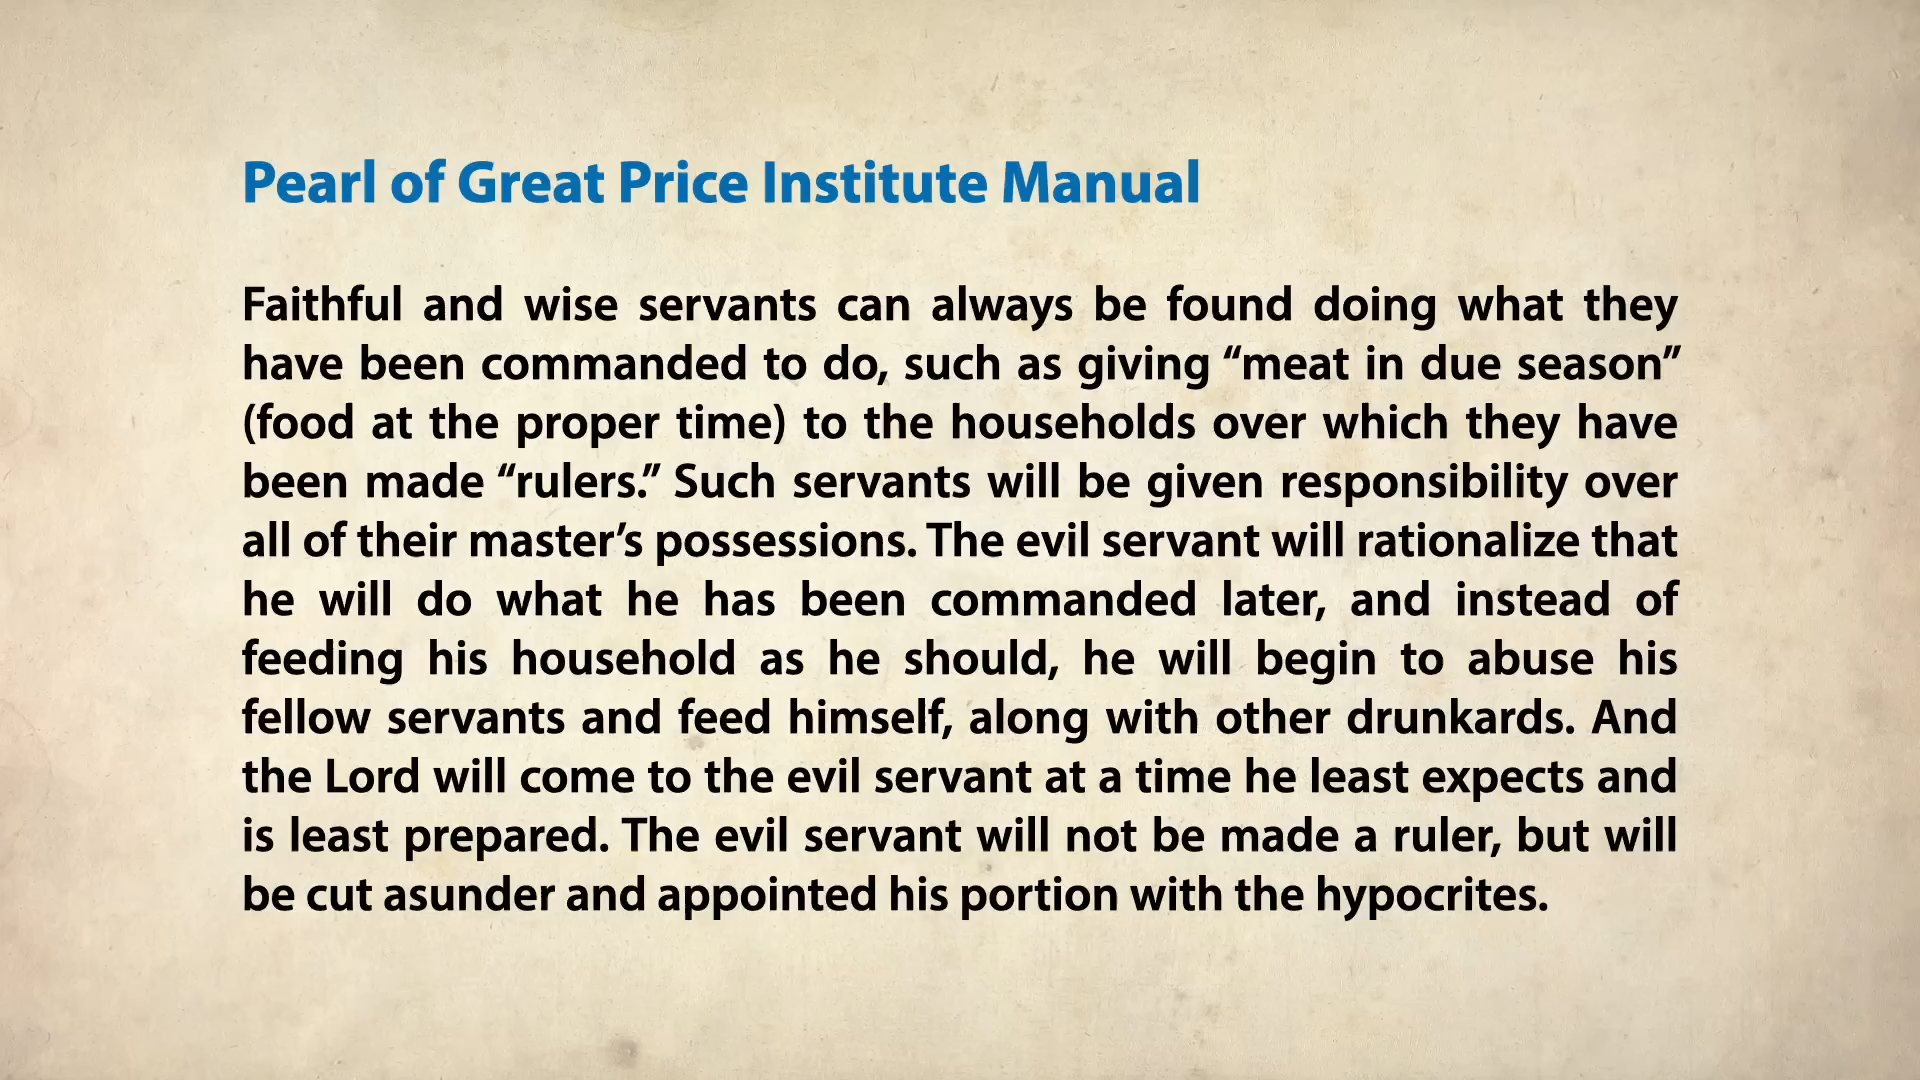 Pearl of Great Price Institute Manual
Faithful and wise servants can always be found doing what they
have been commanded to do, such as giving “meat in due season”
(food at the proper time) to the households over which they have
been made “rulers.” Such servants will be given responsibility over
all of their master’s possessions. The evil servant will rationalize that
he will do what he has been commanded later, and instead of
feeding his household as he should, he will begin to abuse his
fellow servants and feed himself, along with other drunkards. And
the Lord will come to the evil servant at a time he least expects and
is least prepared. The evil servant will not be made a ruler, but will
be cut asunder and appointed his portion with the hypocrites.